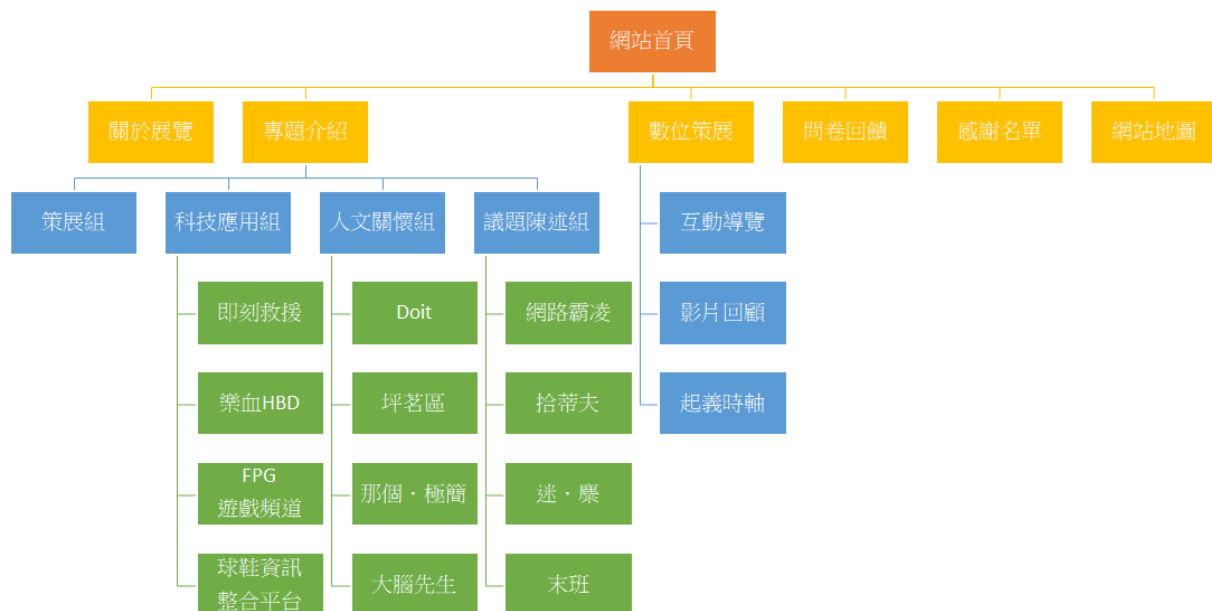 網站首頁
關於展覽
專題介紹
數位策展
問卷回饋
感謝名單
網站地圖
策展組
科技應用組
人文關懷組
議題陳述組
互動導覽
即刻救援
Doit
網路霸凌
影片回顧
樂血HBD
坪茗區
拾蒂夫
起義時軸
FPG
遊戲頻道
那個・極簡
迷・麋
球鞋資訊
整合平台
大腦先生
末班